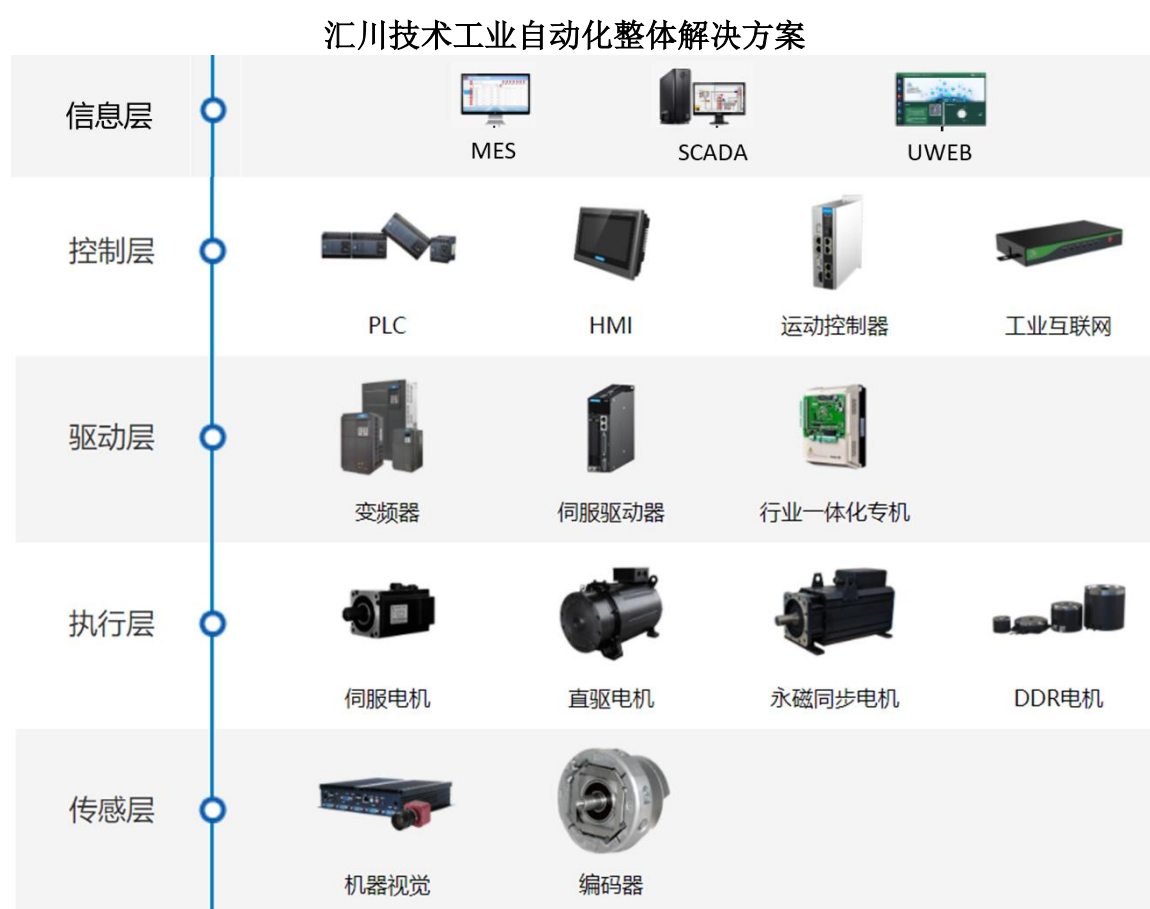 汇川技术工业自动化整体解决方案
信息层
MES SCADA UWEB
控制层
PLC HMI 运动控制器 工业互联网
驱动层
变频器 伺服驱动器 行业一体化专机
执行层
伺服电机 直驱电机 永磁同步电机 DDR电机
传感层
机器视觉 编码器